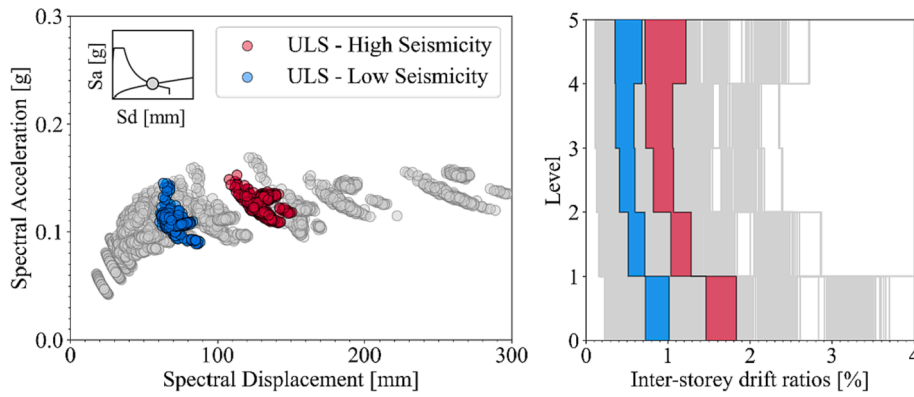 0.3
0.2
0.1
0.0
Spectral Acceleration [g]
Sa [g]
Sd [mm]
ULS - High Seismicity
ULS - Low Seismicity
0 100 200 300
Spectral Displacement [mm]
5
4
3
2
1
0
Level
0 1 2 3 4
Inter-storey drift ratios [%]